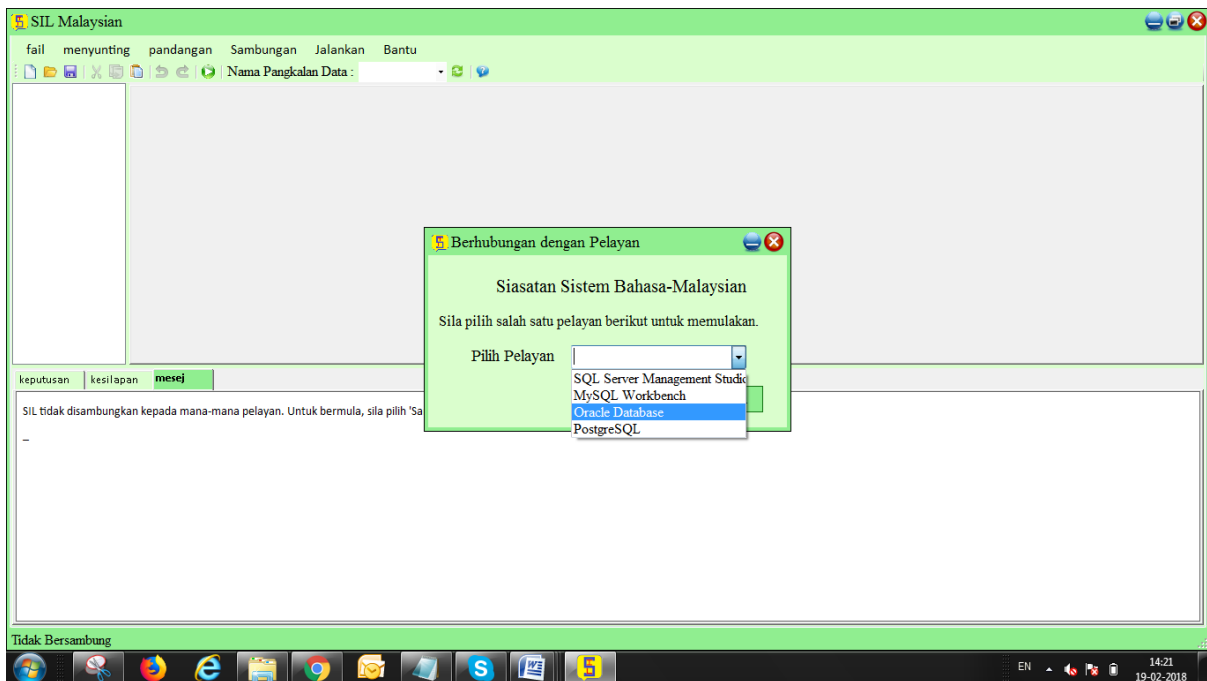 SIL Malaysian
fail menyunting pandangan Sambungan Jalankan Bantu
Nama Pangkalan Data :
Berhubungan dengan Pelayan
Siasatan Sistem Bahasa-Malaysian
Sila pilih salah satu pelayan berikut untuk memulakan.
Pilih Pelayan
SQL Server Management Studio
MySQL Workbench
Oracle Database
PostgreSQL
keputusan kesilapan mesej
SIL tidak disambungkan kepada mana-mana pelayan. Untuk bermula, sila pilih 'Sa
Tidak Bersambung
EN 14:21
19-02-2018